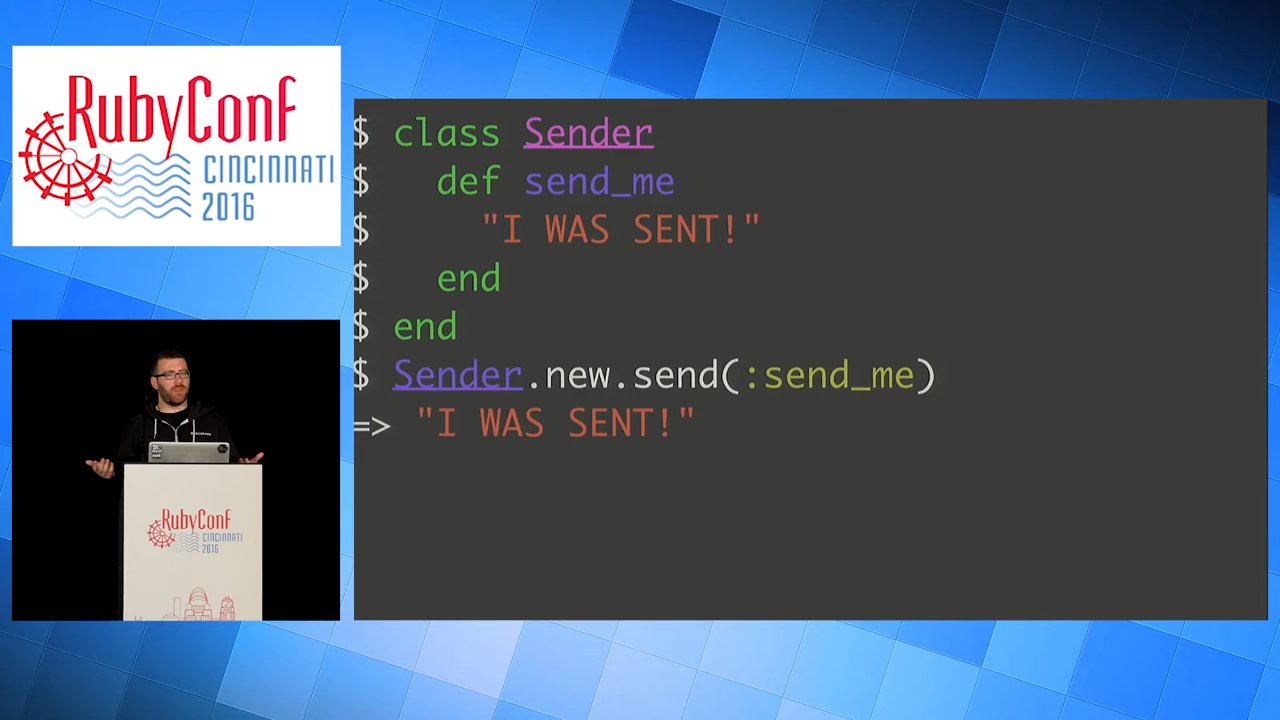 RubyConf
CINCINNATI
2016
$ class Sender
$   def send_me
$     "I WAS SENT!"
$   end
$ end
$ Sender.new.send(:send_me)
=> "I WAS SENT!"
RubyConf
CINCINNATI
2016